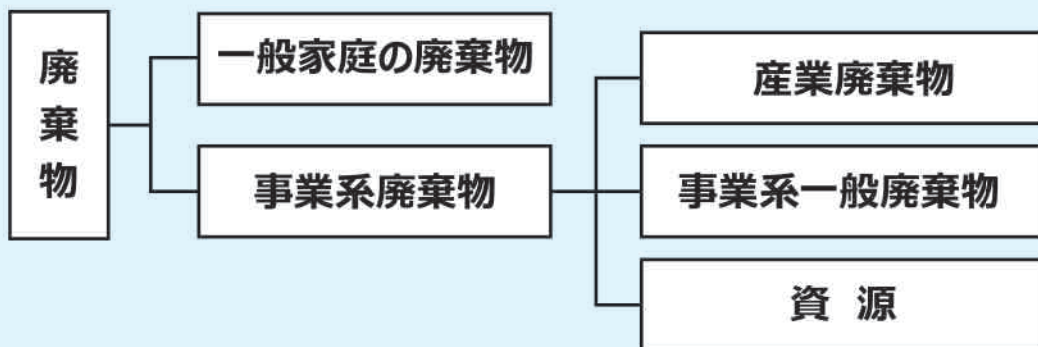 廃棄物
一般家庭の廃棄物
事業系廃棄物
産業廃棄物
事業系一般廃棄物
資 源